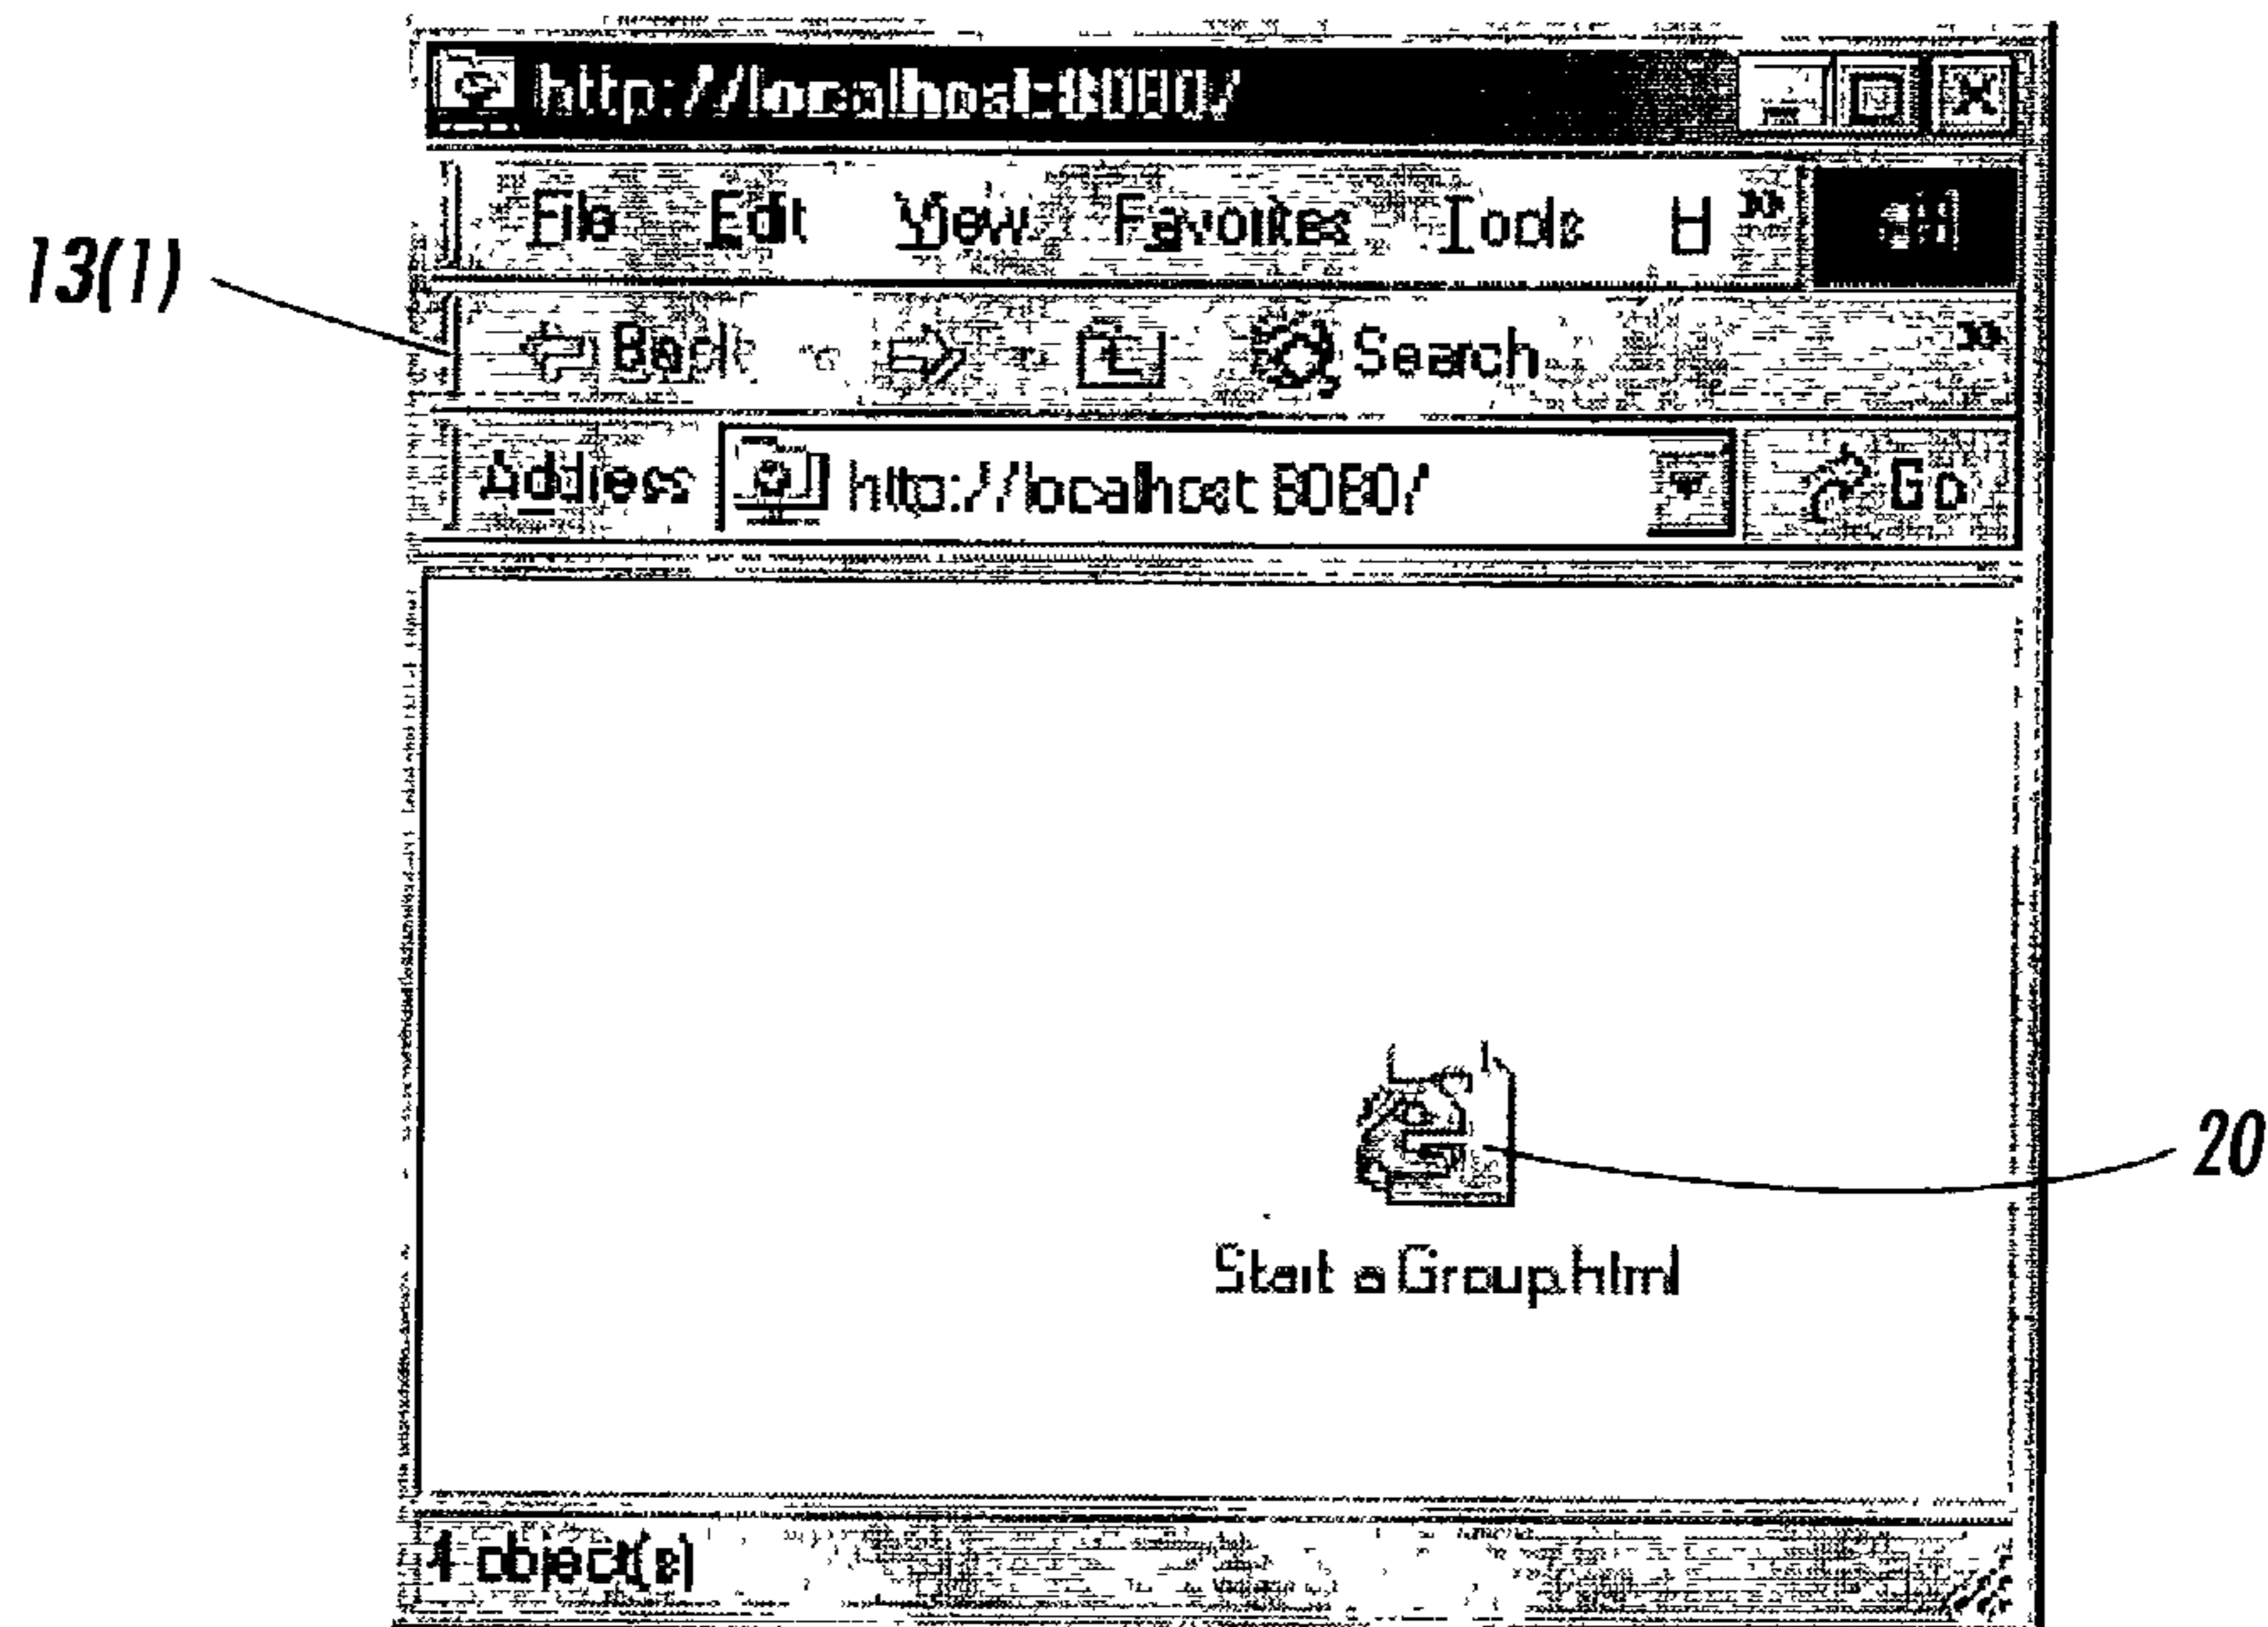 http://localhost:8080/
File Edit View Favorites Tools H »
13(1)
Back Search »
Address http://localhost:8080/ Go
20
Start a Group.html
1 object(s)